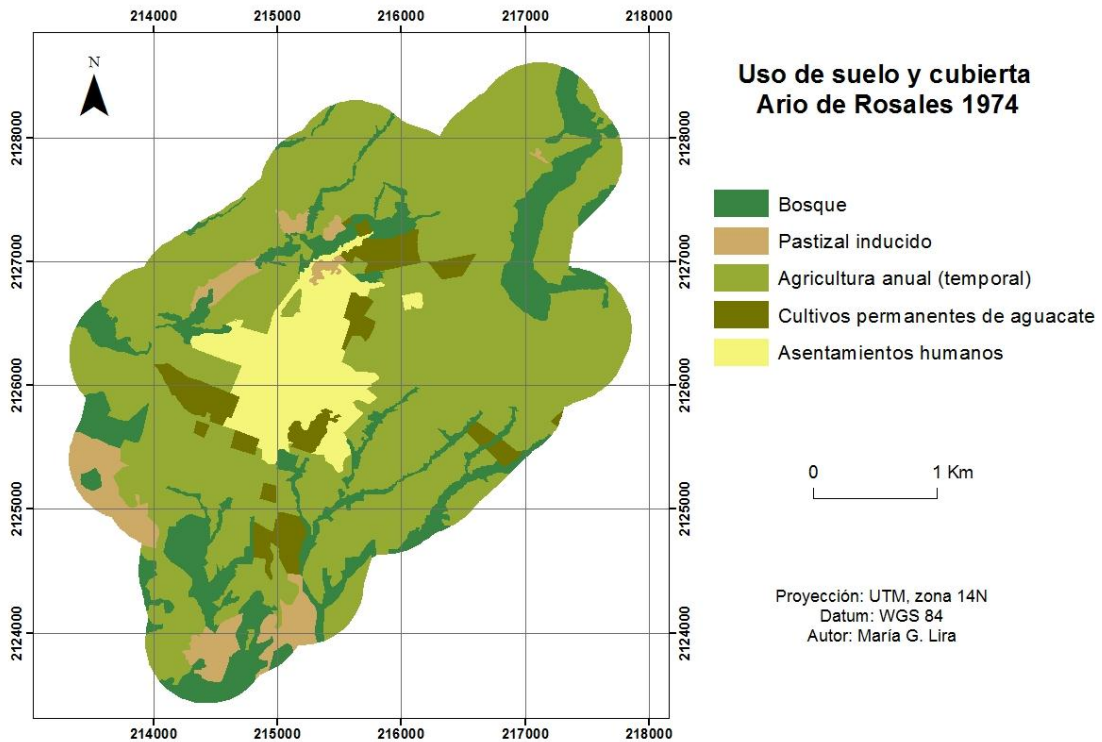 214000 215000 216000 217000 218000
N
Uso de suelo y cubierta
Ario de Rosales 1974
2128000 2128000
Bosque
Pastizal inducido
2127000 2127000
Agricultura anual (temporal)
Cultivos permanentes de aguacate
Asentamientos humanos
2126000 2126000
0 1 Km
2125000 2125000
Proyección: UTM, zona 14N
Datum: WGS 84
Autor: María G. Lira
2124000 2124000
214000 215000 216000 217000 218000